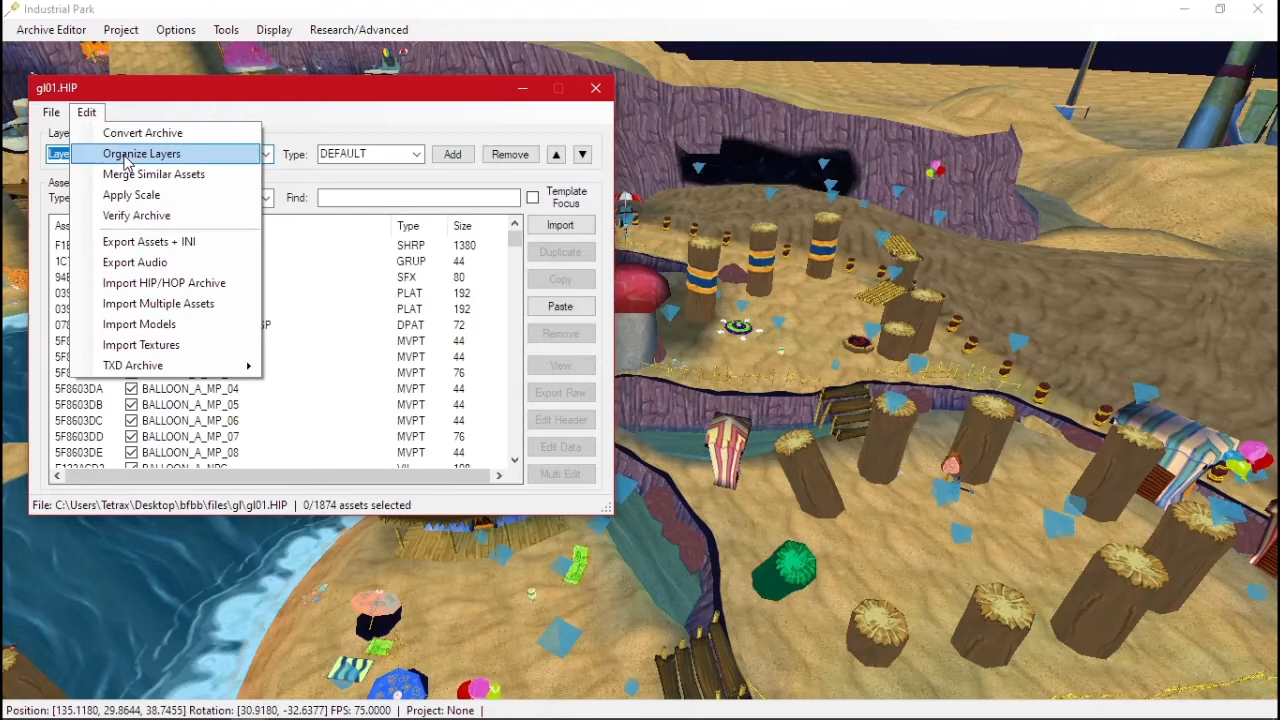 Industrial Park
Archive Editor Project Options Tools Display Research/Advanced
gl01.HIP
File Edit
Convert Archive
Organize Layers
Merge Similar Assets
Apply Scale
Verify Archive
Export Assets + INI
Export Audio
Import HIP/HOP Archive
Import Multiple Assets
Import Models
Import Textures
TXD Archive
Type: DEFAULT Add Remove
Find: Template Focus
Type Size
SHRP 1380
GRUP 44
SFX 80
PLAT 192
PLAT 192
DPAT 72
MVPT 44
MVPT 44
MVPT 76
5F8603DA BALLOON_A_MP_04 MVPT 44
5F8603DB BALLOON_A_MP_05 MVPT 44
5F8603DC BALLOON_A_MP_06 MVPT 44
5F8603DD BALLOON_A_MP_07 MVPT 76
5F8603DE BALLOON_A_MP_08 MVPT 44
Import
Duplicate
Copy
Paste
Remove
View
Export Raw
Edit Header
Edit Data
Multi Edit
File: C:\Users\Tetrax\Desktop\bfbb\files\gl\gl01.HIP | 0/1874 assets selected
Position: [135.1180, 29.8644, 38.7455] Rotation: [30.9180, -32.6377] FPS: 75.0000 | Project: None |